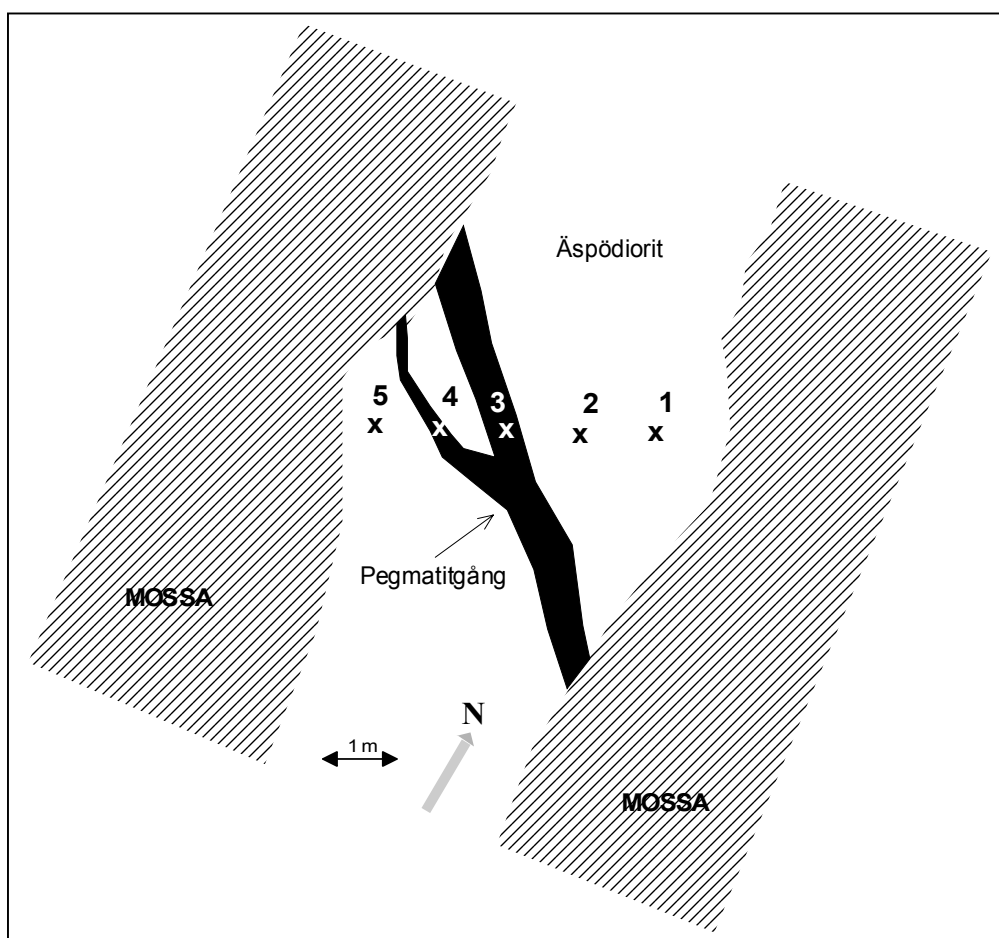 Äspödiorit
5 4 3 2 1
x x x x x
Pegmatitgång
MOSSA
N
1 m
MOSSA